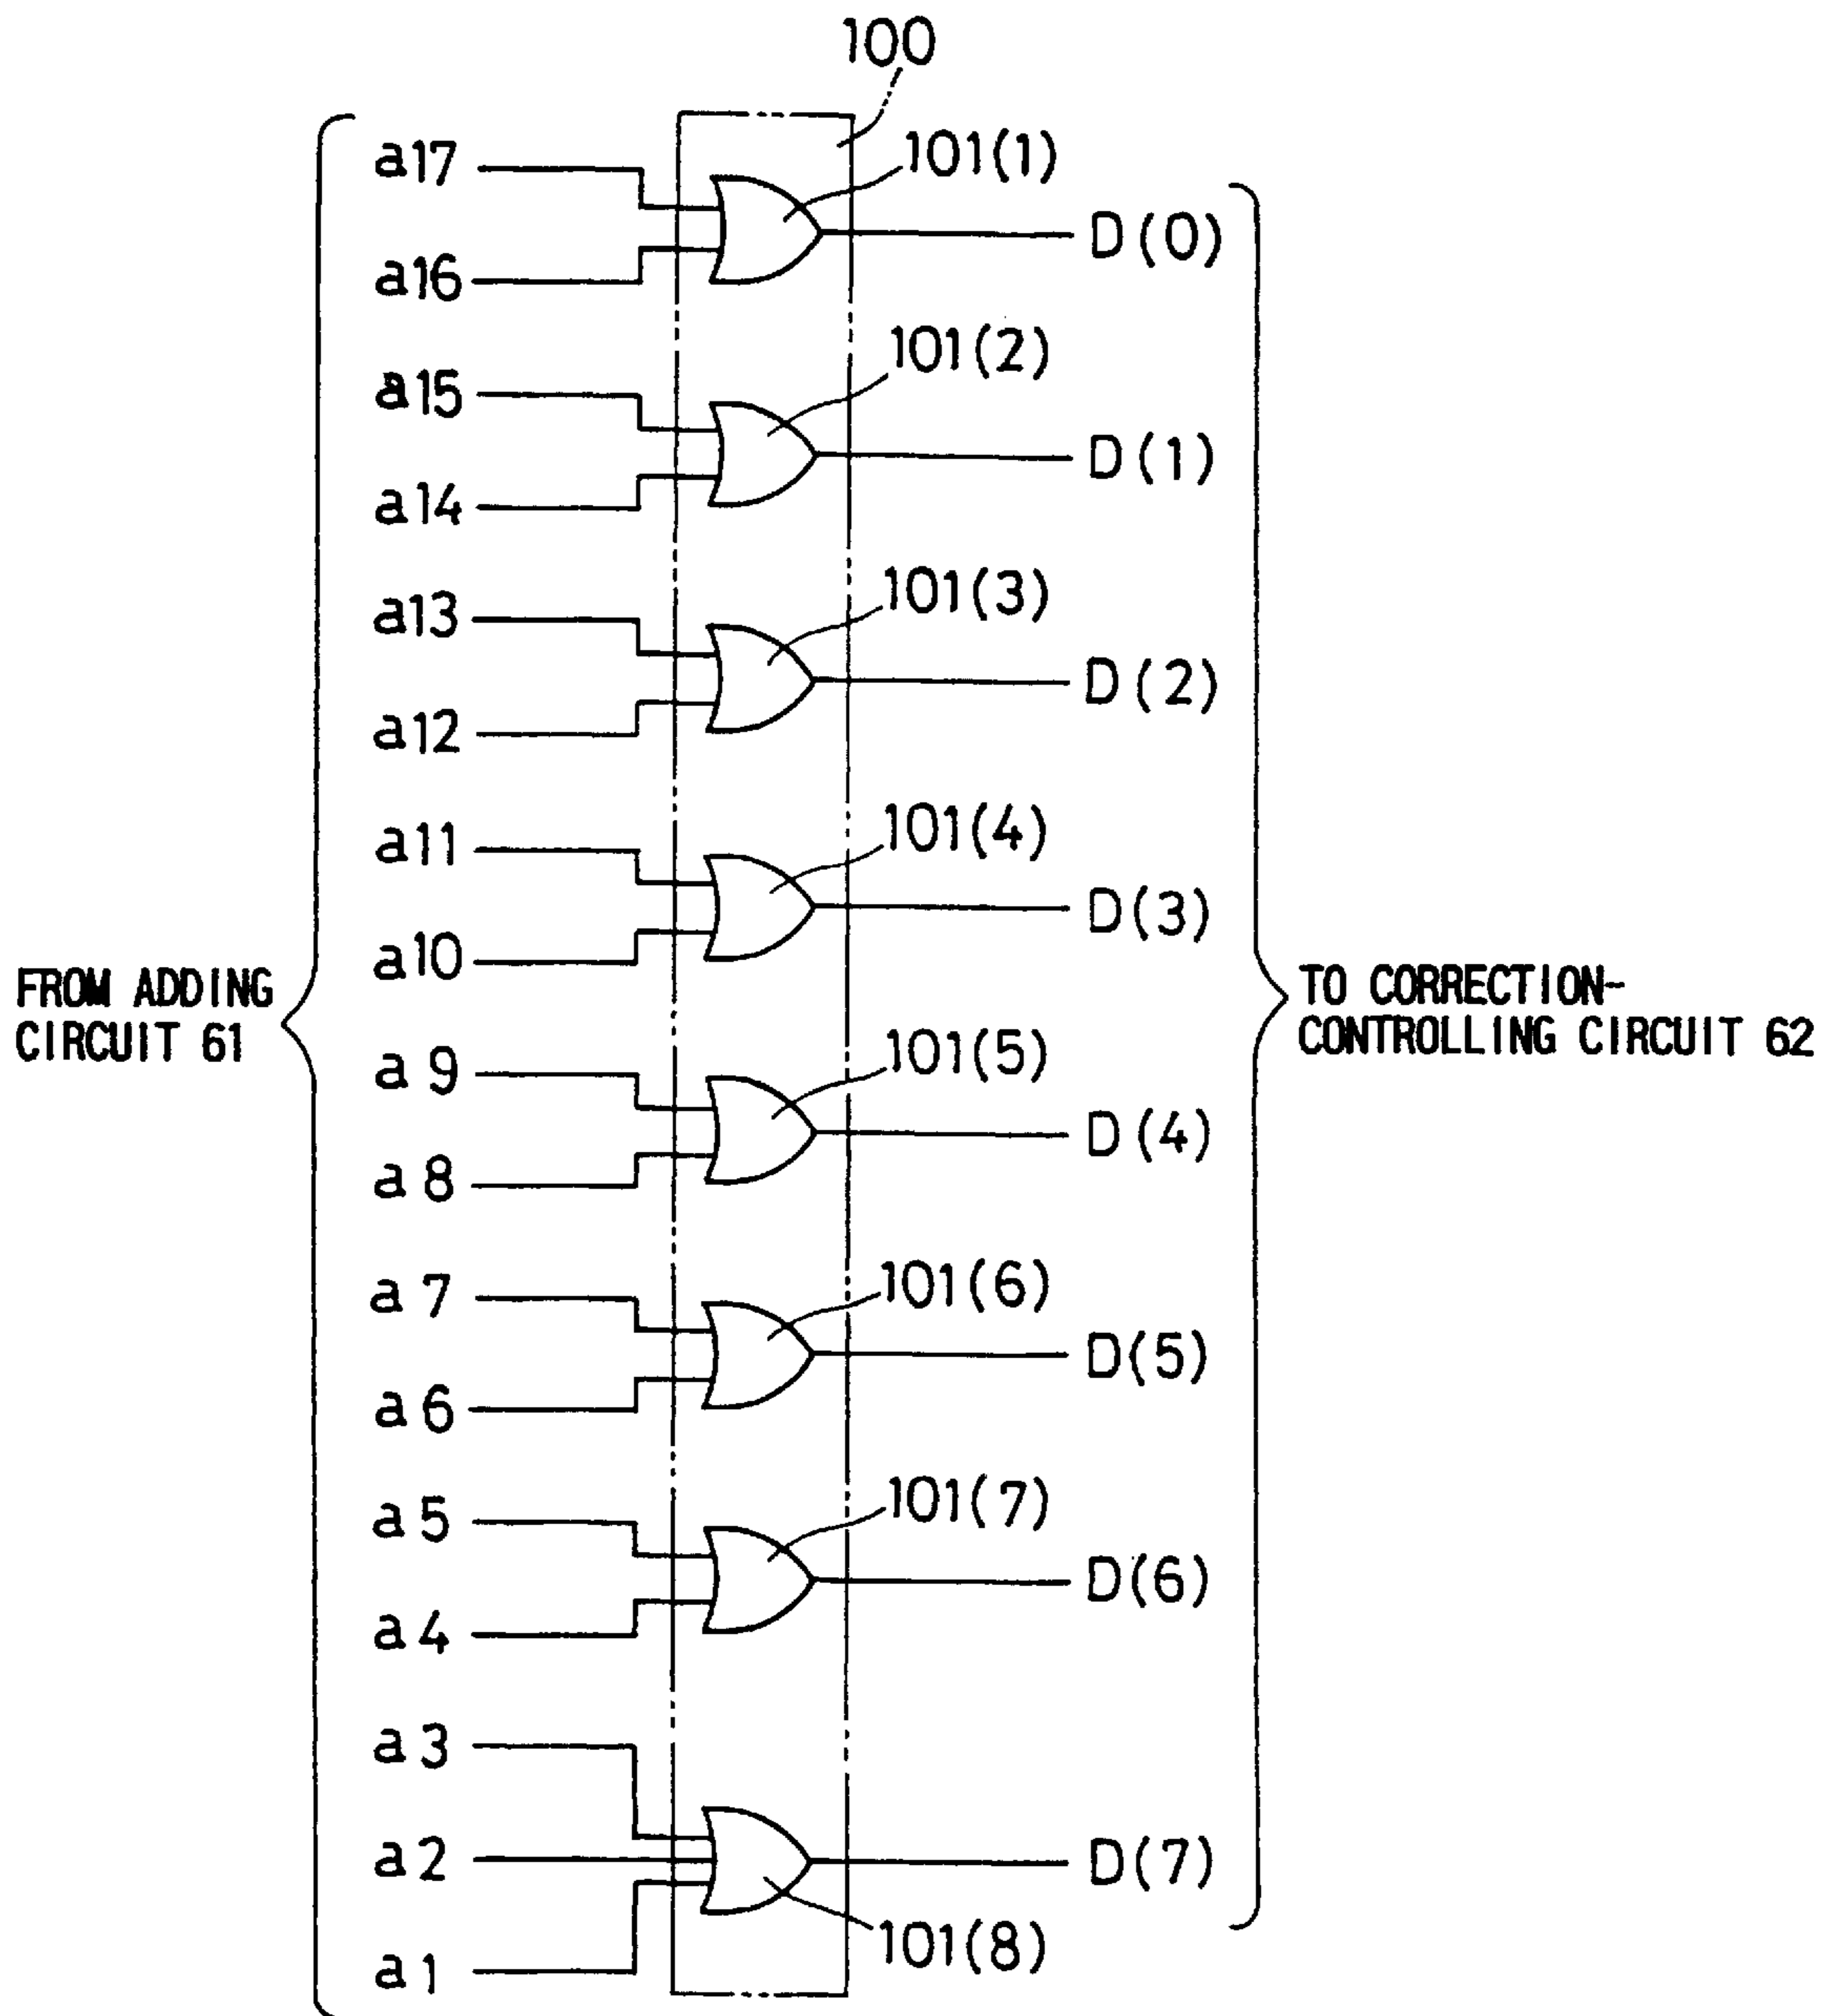 100
a17
101(1)
D(0)
a16
101(2)
a15
D(1)
a14
101(3)
a13
D(2)
a12
101(4)
a11
D(3)
a10
FROM ADDING
CIRCUIT 61
TO CORRECTION-
CONTROLLING CIRCUIT 62
a9
101(5)
D(4)
a8
a7
101(6)
D(5)
a6
a5
101(7)
D(6)
a4
a3
a2
D(7)
101(8)
a1